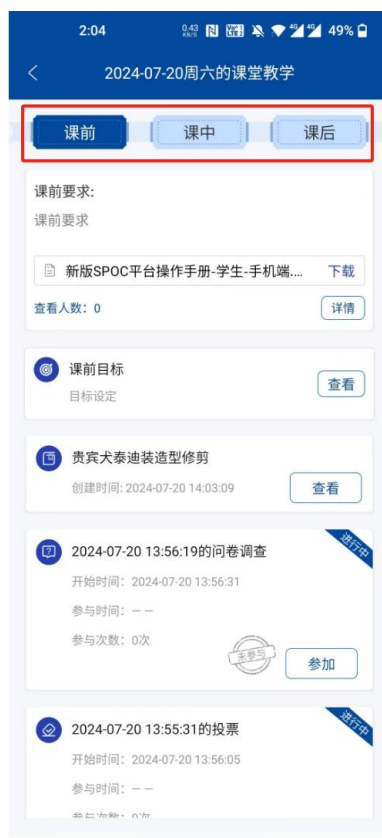 2:04 0.43 KB/S 49%
2024-07-20周六的课堂教学
课前 课中 课后
课前要求:
课前要求
新版SPOC平台操作手册-学生-手机端.... 下载
查看人数: 0 详情
课前目标
目标设定 查看
贵宾犬泰迪装造型修剪
创建时间: 2024-07-20 14:03:09 查看
2024-07-20 13:56:19的问卷调查 进行中
开始时间: 2024-07-20 13:56:31
参与时间: – –
参与次数: 0次 未参与 参加
2024-07-20 13:55:31的投票 进行中
开始时间: 2024-07-20 13:56:05
参与时间: – –
参与次数: 0次